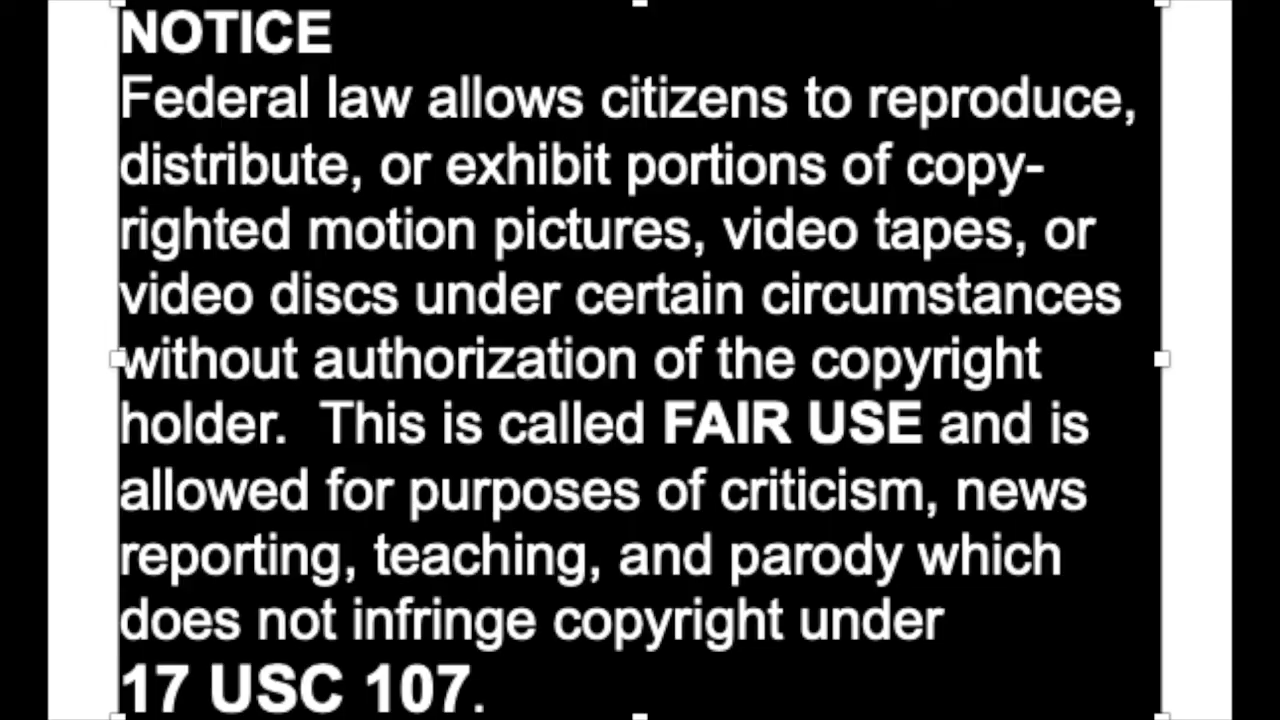 NOTICE
Federal law allows citizens to reproduce,
distribute, or exhibit portions of copy-
righted motion pictures, video tapes, or
video discs under certain circumstances
without authorization of the copyright
holder.  This is called FAIR USE and is
allowed for purposes of criticism, news
reporting, teaching, and parody which
does not infringe copyright under
17 USC 107.